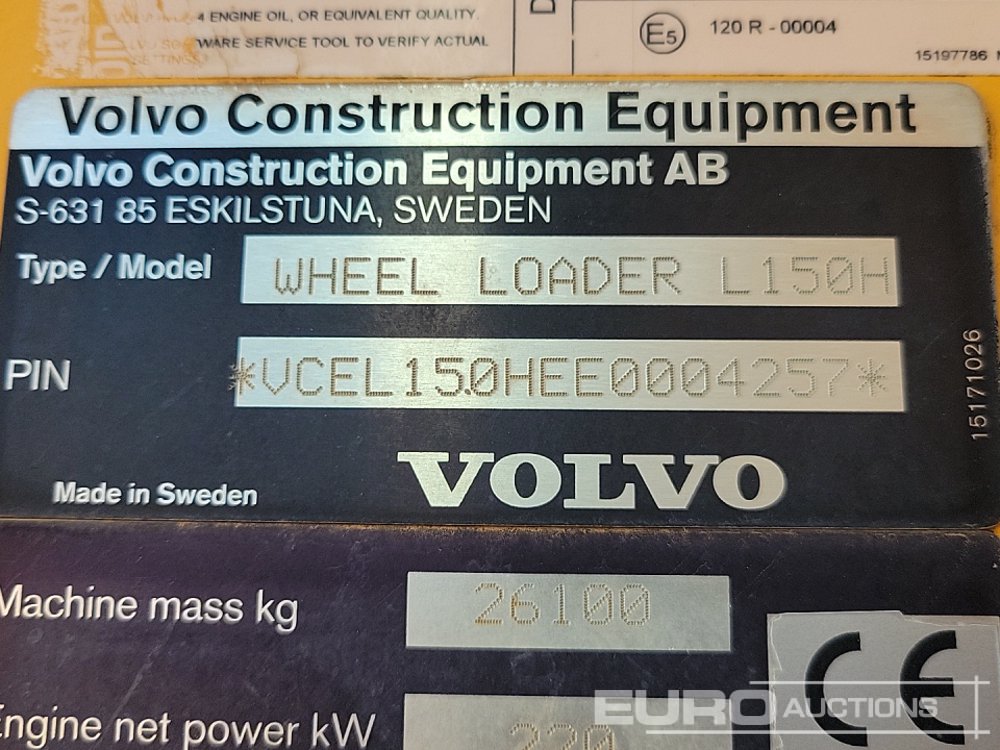 4 ENGINE OIL, OR EQUIVALENT QUALITY.
WARE SERVICE TOOL TO VERIFY ACTUAL
SETTINGS.
E5 120 R - 00004
15197786
Volvo Construction Equipment
Volvo Construction Equipment AB
S-631 85 ESKILSTUNA, SWEDEN
Type / Model WHEEL LOADER L150H
PIN *VCEL150HEE0004257*
15171026
Made in Sweden VOLVO
Machine mass kg 26100
CE
Engine net power kW 220
EURO AUCTIONS